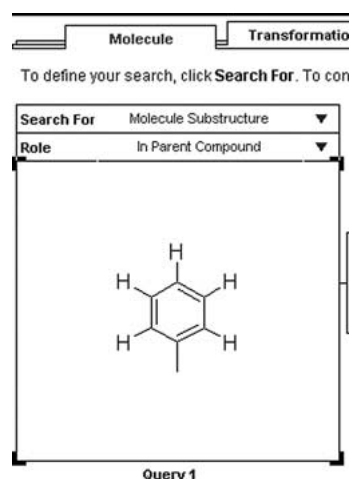 Molecule
Transformatio
To define your search, click Search For. To con
Search For Molecule Substructure
Role In Parent Compound
H
H H
H H
Query 1